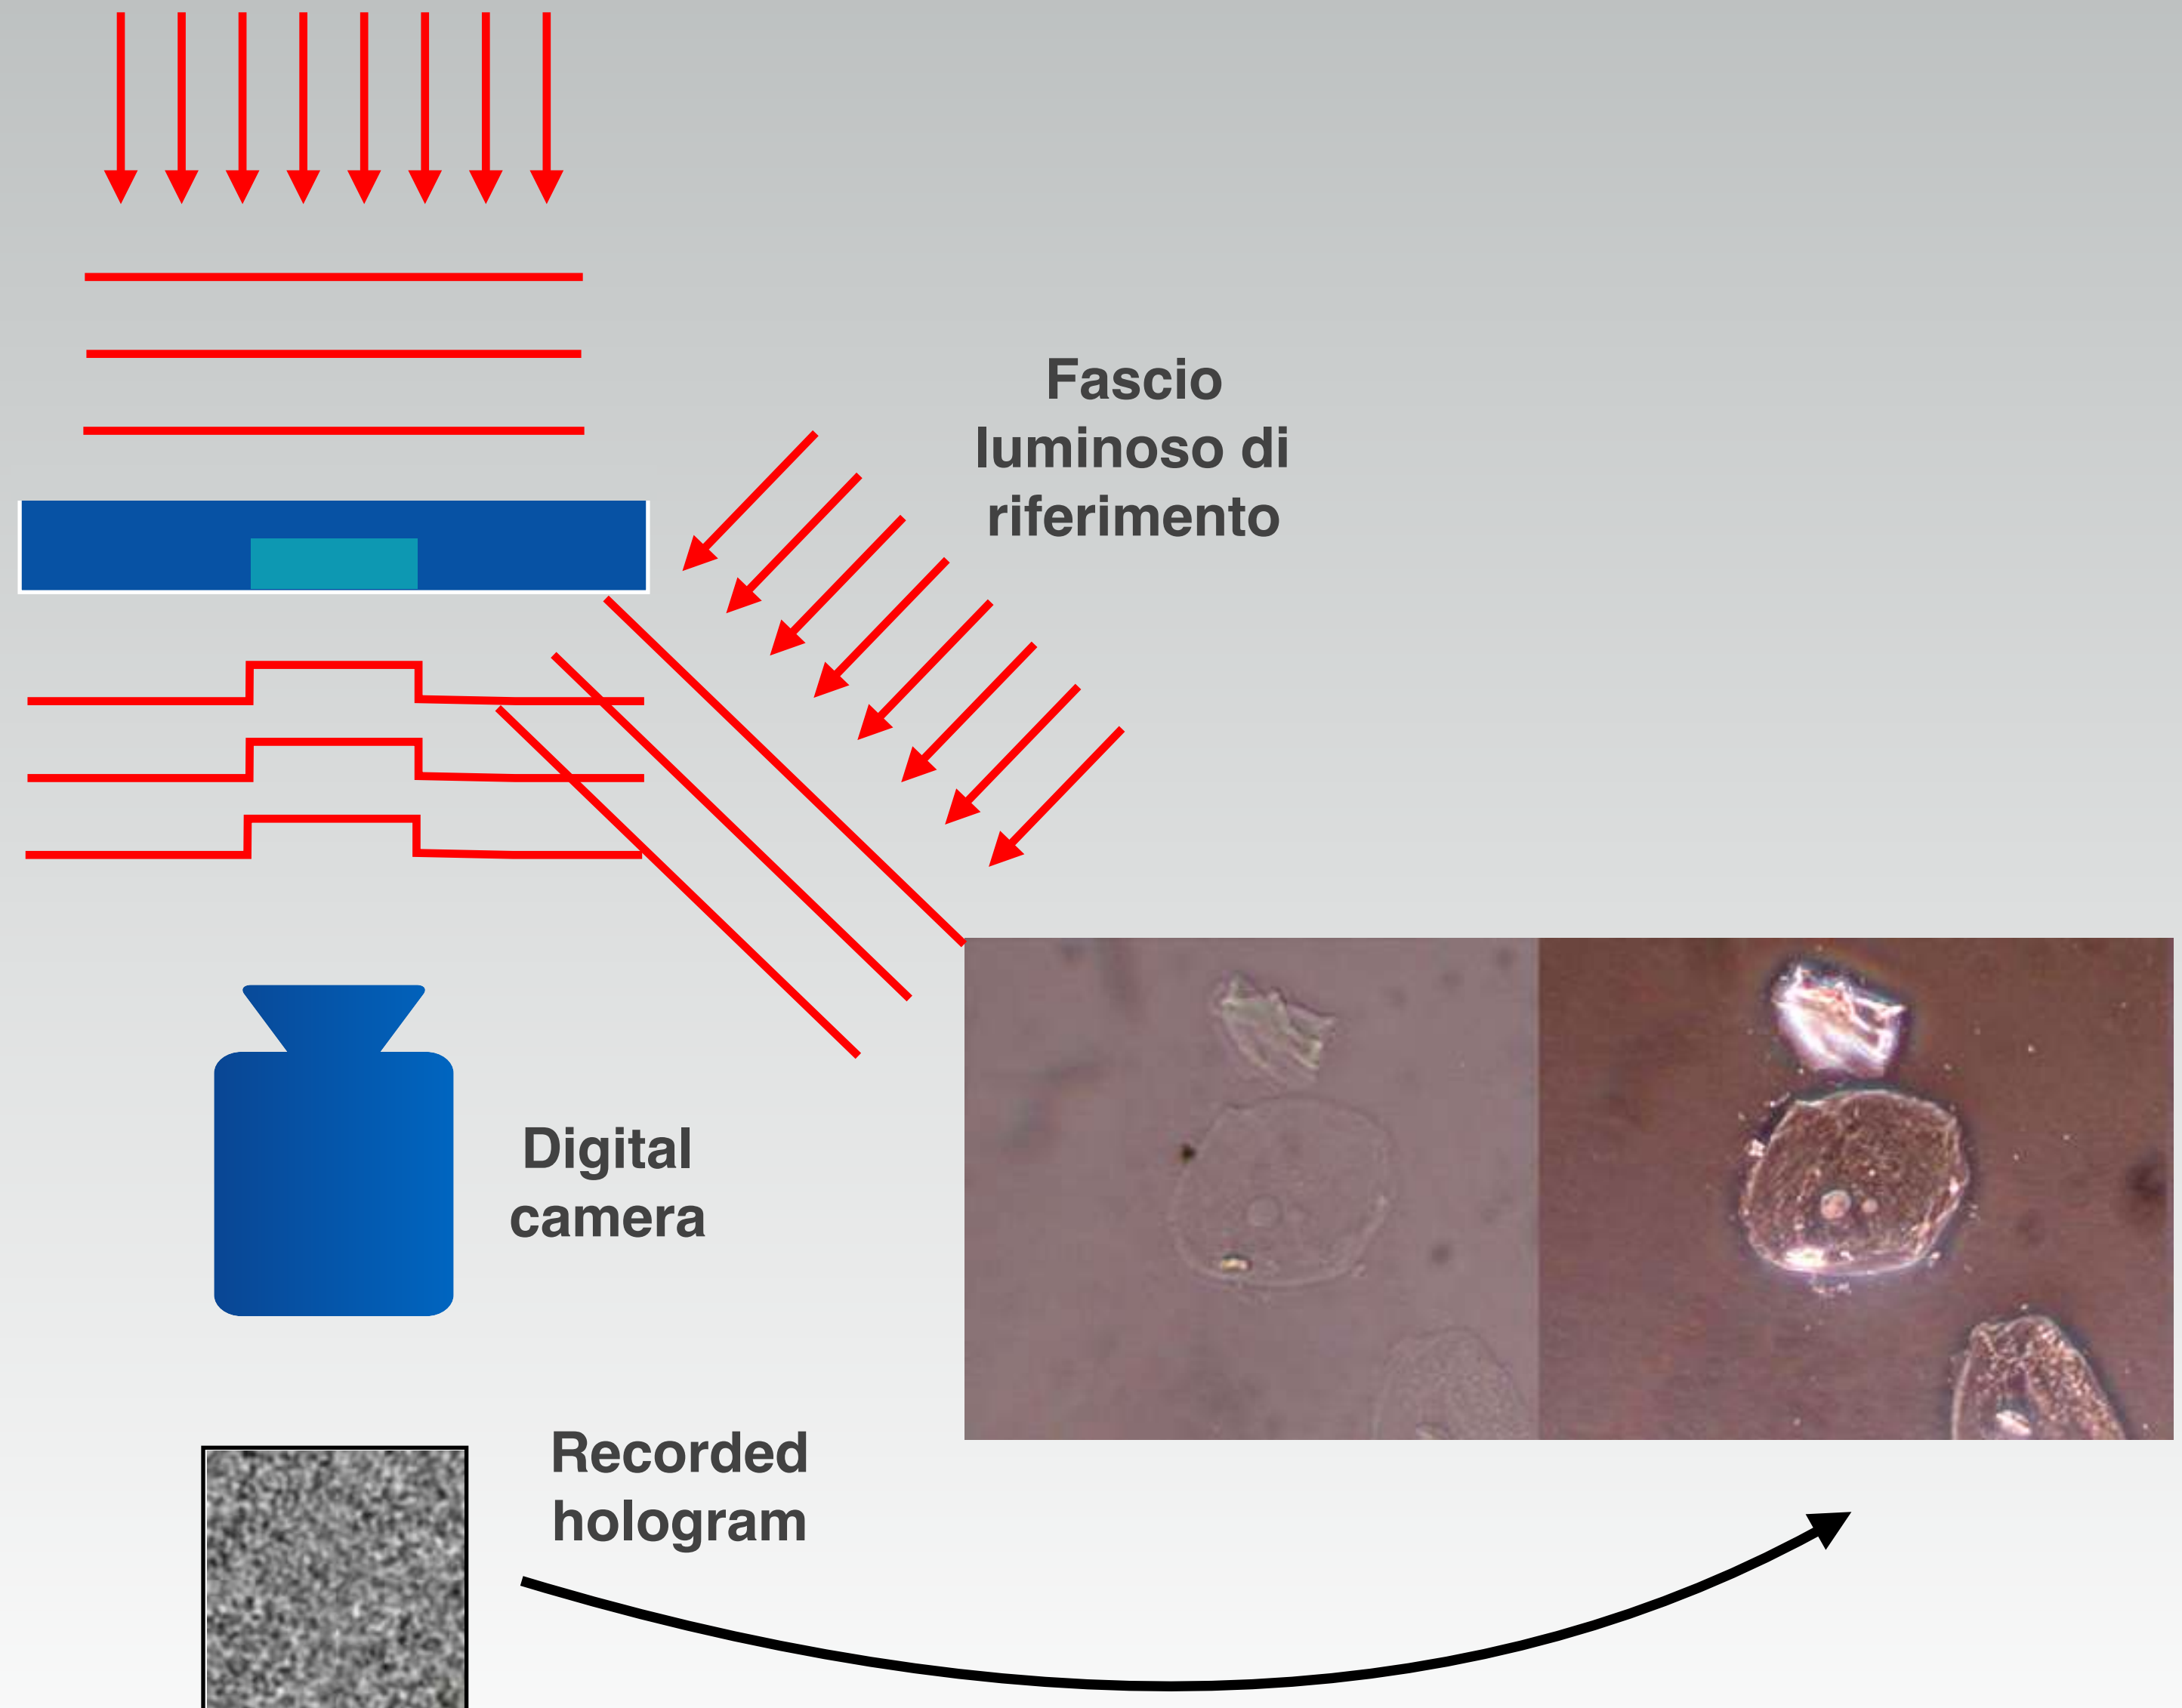 Fascio
luminoso di
riferimento
Digital
camera
Recorded
hologram